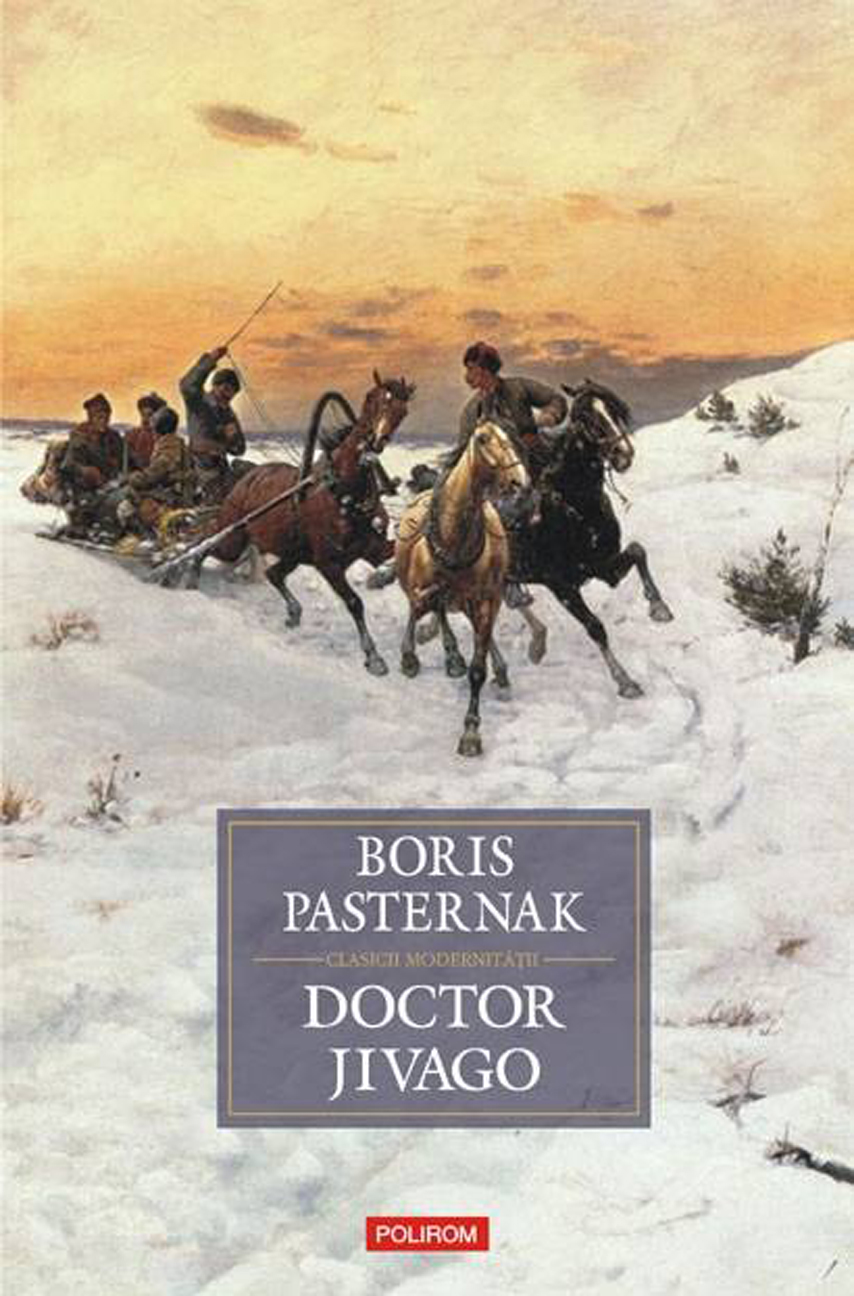 BORIS
PASTERNAK
CLASICII MODERNITĂȚII
DOCTOR
JIVAGO
POLIROM